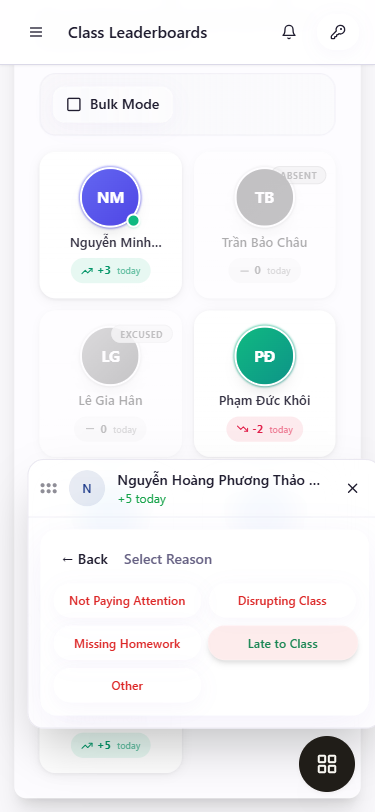 Class Leaderboards
Bulk Mode
NM
Nguyễn Minh...
+3 today
ABSENT
TB
Trần Bảo Châu
0 today
EXCUSED
LG
Lê Gia Hân
0 today
PĐ
Phạm Đức Khôi
-2 today
N
Nguyễn Hoàng Phương Thảo ...
+5 today
← Back Select Reason
Not Paying Attention Disrupting Class
Missing Homework Late to Class
Other
+5 today